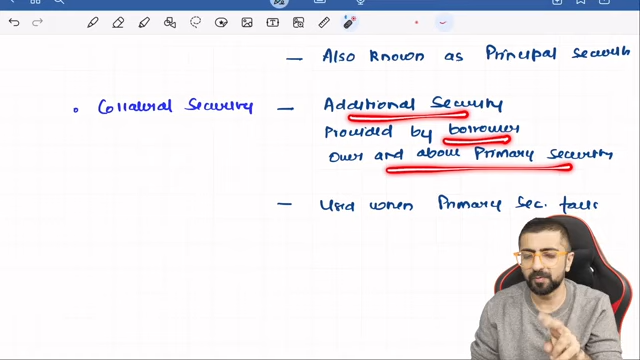 — Also known as Principal security
• Collateral Security — Additional Security
Provided by borrower
Over and above Primary security
— Used when Primary Sec. fails